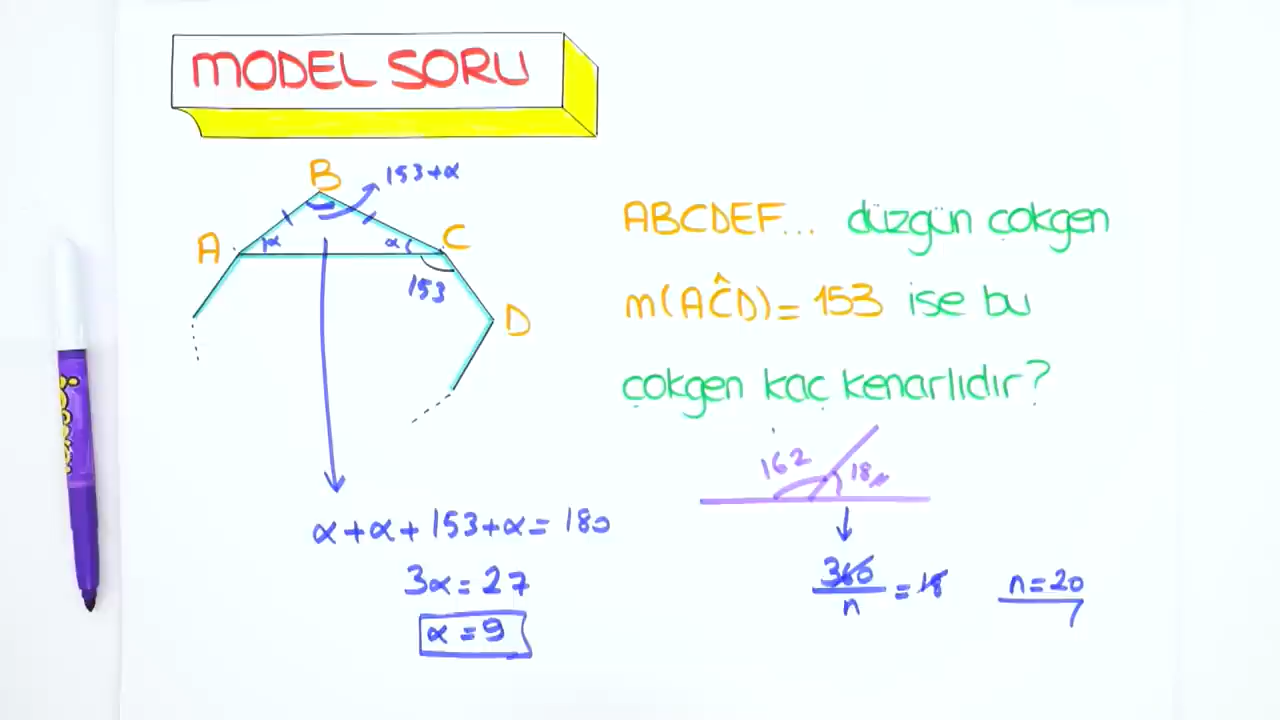 MODEL SORU
B
153+α
A
α
α
C
153
D
ABCDEF... düzgün çokgen
m(AĈD)= 153 ise bu
çokgen kaç kenarlıdır?
162
18
α+α+153+α=180
3α=27
α=9
360/n = 18
n=20